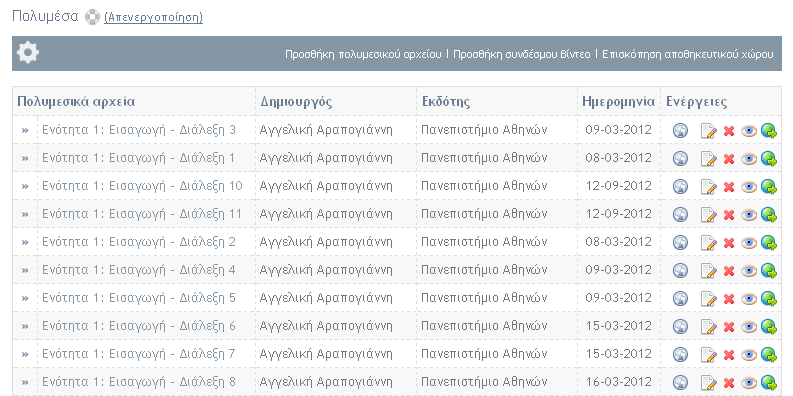 Πολυμέσα (Απενεργοποίηση)
Προσθήκη πολυμεσικού αρχείου | Προσθήκη συνδέσμου βίντεο | Επισκόπηση αποθηκευτικού χώρου
Πολυμεσικά αρχεία Δημιουργός Εκδότης Ημερομηνία Ενέργειες
» Ενότητα 1: Εισαγωγή - Διάλεξη 3 Αγγελική Αραπογιάννη Πανεπιστήμιο Αθηνών 09-03-2012
» Ενότητα 1: Εισαγωγή - Διάλεξη 1 Αγγελική Αραπογιάννη Πανεπιστήμιο Αθηνών 08-03-2012
» Ενότητα 1: Εισαγωγή - Διάλεξη 10 Αγγελική Αραπογιάννη Πανεπιστήμιο Αθηνών 12-09-2012
» Ενότητα 1: Εισαγωγή - Διάλεξη 11 Αγγελική Αραπογιάννη Πανεπιστήμιο Αθηνών 12-09-2012
» Ενότητα 1: Εισαγωγή - Διάλεξη 2 Αγγελική Αραπογιάννη Πανεπιστήμιο Αθηνών 08-03-2012
» Ενότητα 1: Εισαγωγή - Διάλεξη 4 Αγγελική Αραπογιάννη Πανεπιστήμιο Αθηνών 09-03-2012
» Ενότητα 1: Εισαγωγή - Διάλεξη 5 Αγγελική Αραπογιάννη Πανεπιστήμιο Αθηνών 09-03-2012
» Ενότητα 1: Εισαγωγή - Διάλεξη 6 Αγγελική Αραπογιάννη Πανεπιστήμιο Αθηνών 15-03-2012
» Ενότητα 1: Εισαγωγή - Διάλεξη 7 Αγγελική Αραπογιάννη Πανεπιστήμιο Αθηνών 15-03-2012
» Ενότητα 1: Εισαγωγή - Διάλεξη 8 Αγγελική Αραπογιάννη Πανεπιστήμιο Αθηνών 16-03-2012